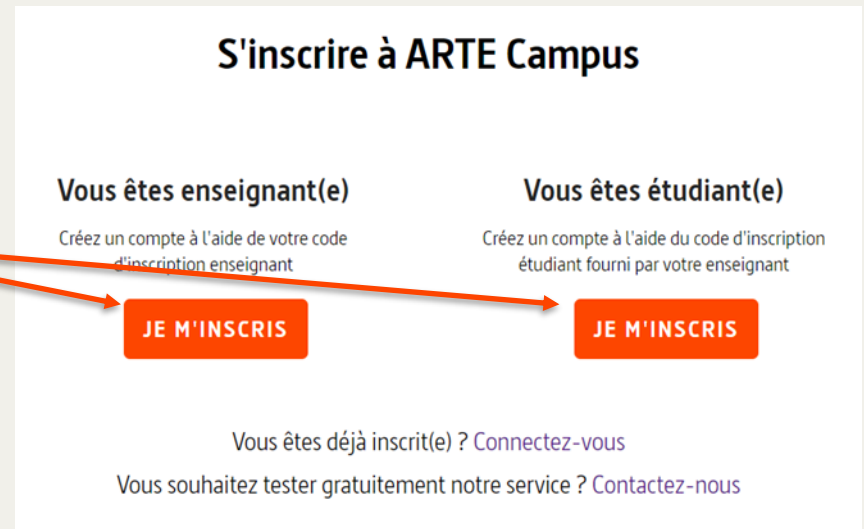 S'inscrire à ARTE Campus
Vous êtes enseignant(e)
Créez un compte à l'aide de votre code
d'inscription enseignant
JE M'INSCRIS
Vous êtes étudiant(e)
Créez un compte à l'aide du code d'inscription
étudiant fourni par votre enseignant
JE M'INSCRIS
Vous êtes déjà inscrit(e) ? Connectez-vous
Vous souhaitez tester gratuitement notre service ? Contactez-nous